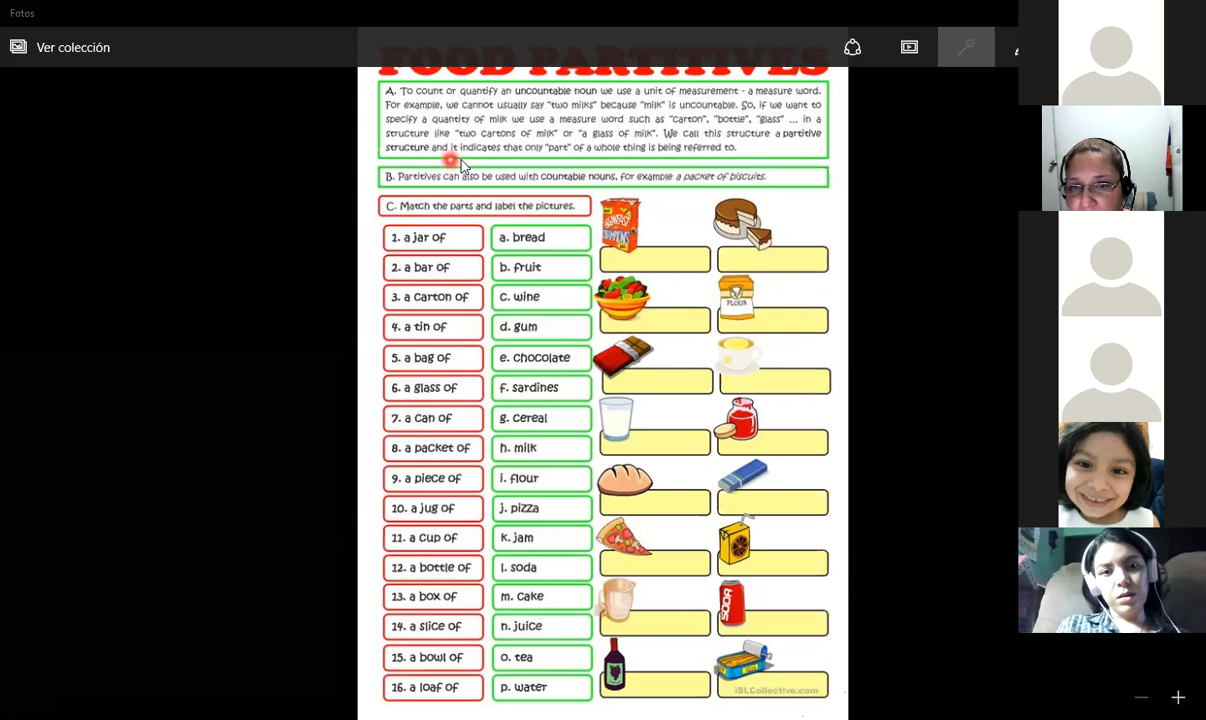 Fotos
Ver colección
FOOD PARTITIVES
A. To count or quantify an uncountable noun we use a unit of measurement - a measure word.
For example, we cannot usually say "two milks" because "milk" is uncountable. So, if we want to
specify a quantity of milk we use a measure word such as "carton", "bottle", "glass" ... in a
structure like "two cartons of milk" or "a glass of milk". We call this structure a partitive
structure and it indicates that only "part" of a whole thing is being referred to.
B. Partitives can also be used with countable nouns, for example a packet of biscuits.
C. Match the parts and label the pictures.
1. a jar of a. bread
2. a bar of b. fruit
3. a carton of c. wine
4. a tin of d. gum
FLOUR
5. a bag of e. chocolate
6. a glass of f. sardines
7. a can of g. cereal
8. a packet of h. milk
9. a piece of i. flour
10. a jug of j. pizza
11. a cup of k. jam
12. a bottle of l. soda
13. a box of m. cake
SODA
14. a slice of n. juice
15. a bowl of o. tea
16. a loaf of p. water
iSLCollective.com